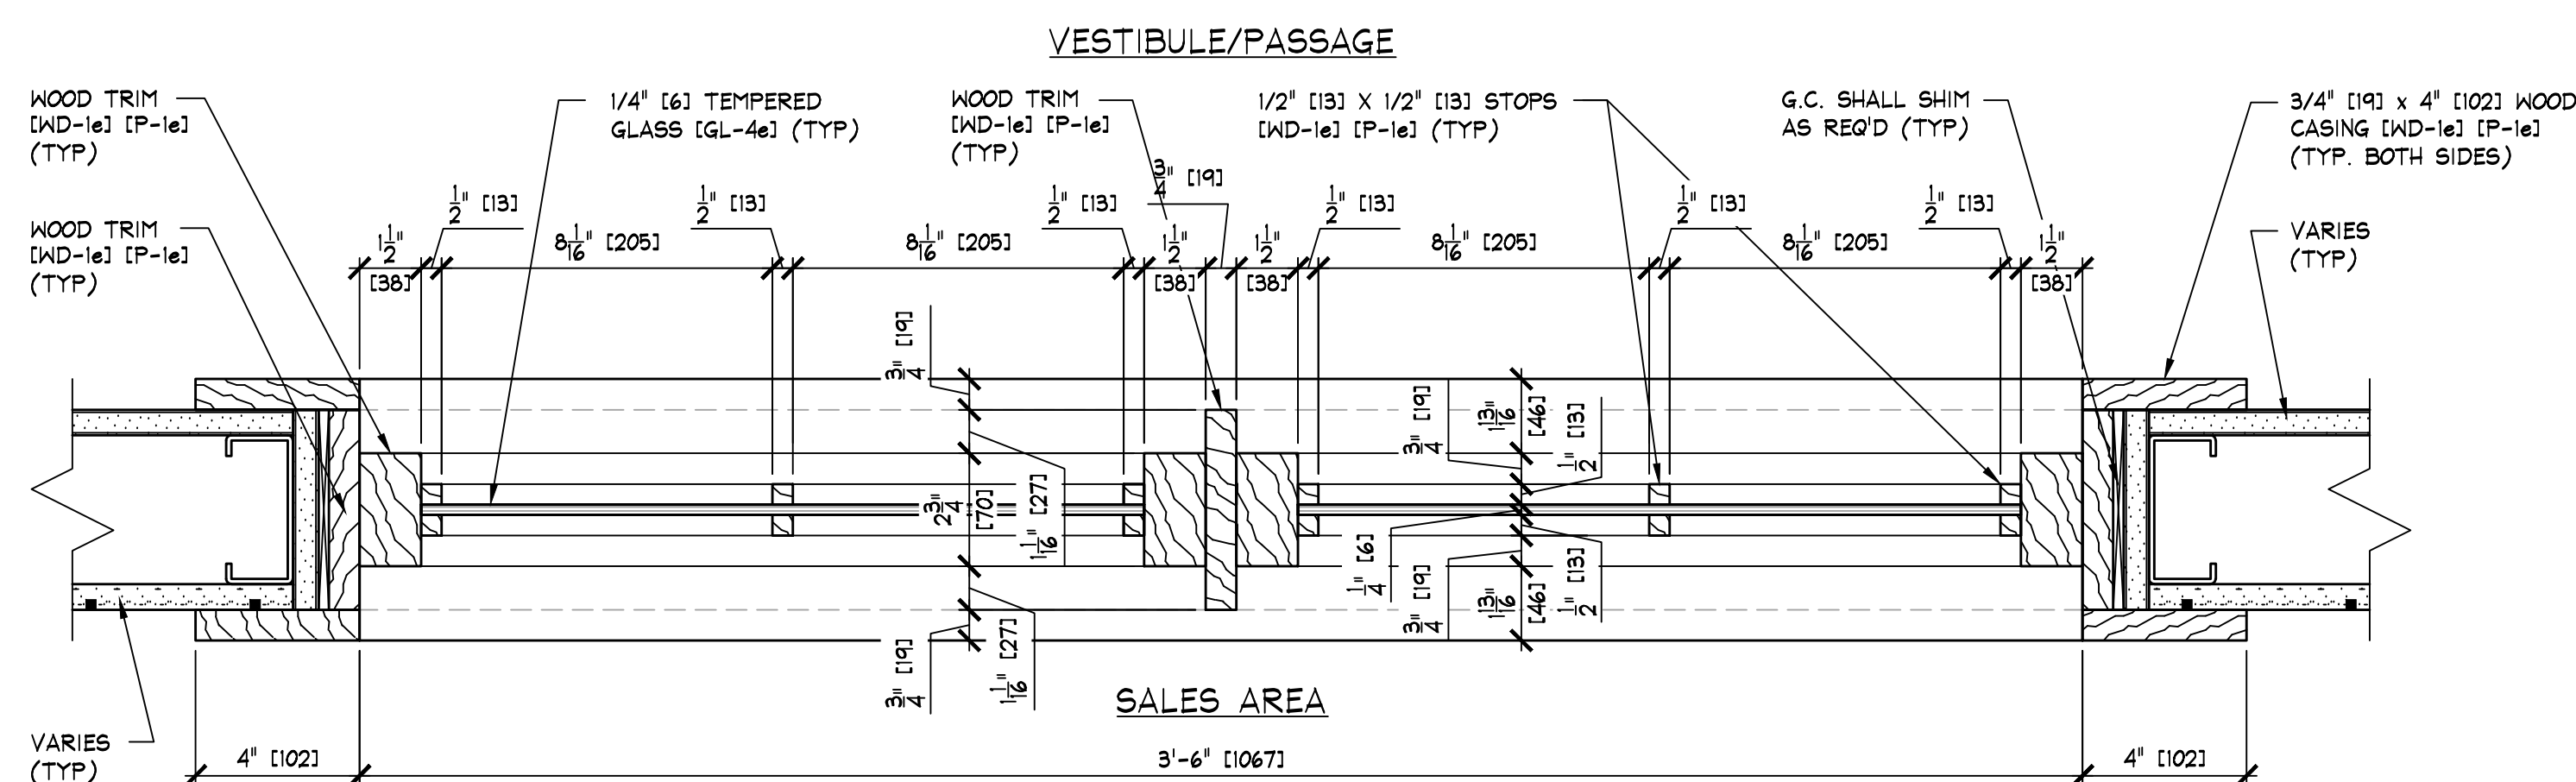 VESTIBULE/PASSAGE
WOOD TRIM
[WD-1e] [P-1e]
(TYP)
1/4" [6] TEMPERED
GLASS [GL-4e] (TYP)
WOOD TRIM
[WD-1e] [P-1e]
(TYP)
1/2" [13] X 1/2" [13] STOPS
[WD-1e] [P-1e] (TYP)
G.C. SHALL SHIM
AS REQ'D (TYP)
3/4" [19] x 4" [102] WOOD
CASING [WD-1e] [P-1e]
(TYP. BOTH SIDES)
WOOD TRIM
[WD-1e] [P-1e]
(TYP)
VARIES
(TYP)
3/4" [19]
1/2" [13]
1/2" [13]
1/2" [13]
1/2" [13]
1/2" [13]
1/2" [13]
1 1/2"
[38]
8 1/16" [205]
8 1/16" [205]
1 1/2"
[38]
1 1/2"
[38]
8 1/16" [205]
8 1/16" [205]
1 1/2"
[38]
3/4" [19]
2 3/4"
[70]
1 1/16" [27]
3/4" [19]
1 1/16" [27]
3/4" [19]
1 13/16"
[46]
1/2" [13]
1/4" [6]
3/4" [19]
1 13/16"
[46]
1/2" [13]
SALES AREA
VARIES
(TYP)
4" [102]
3'-6" [1067]
4" [102]